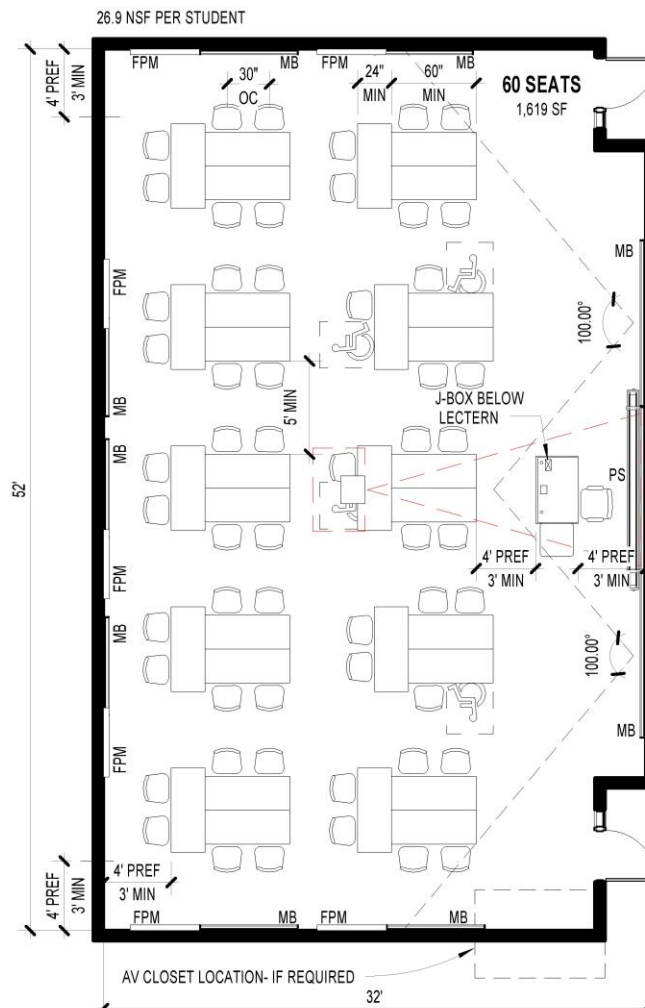 26.9 NSF PER STUDENT
4' PREF
3' MIN
FPM
MB
FPM
MB
30"
OC
24"
MIN
60"
MIN
60 SEATS
1,619 SF
MB
FPM
100.00°
MB
5' MIN
J-BOX BELOW
LECTERN
MB
PS
52'
4' PREF
3' MIN
4' PREF
3' MIN
FPM
MB
100.00°
MB
FPM
4' PREF
3' MIN
4' PREF
3' MIN
FPM
MB
FPM
MB
AV CLOSET LOCATION- IF REQUIRED
32'